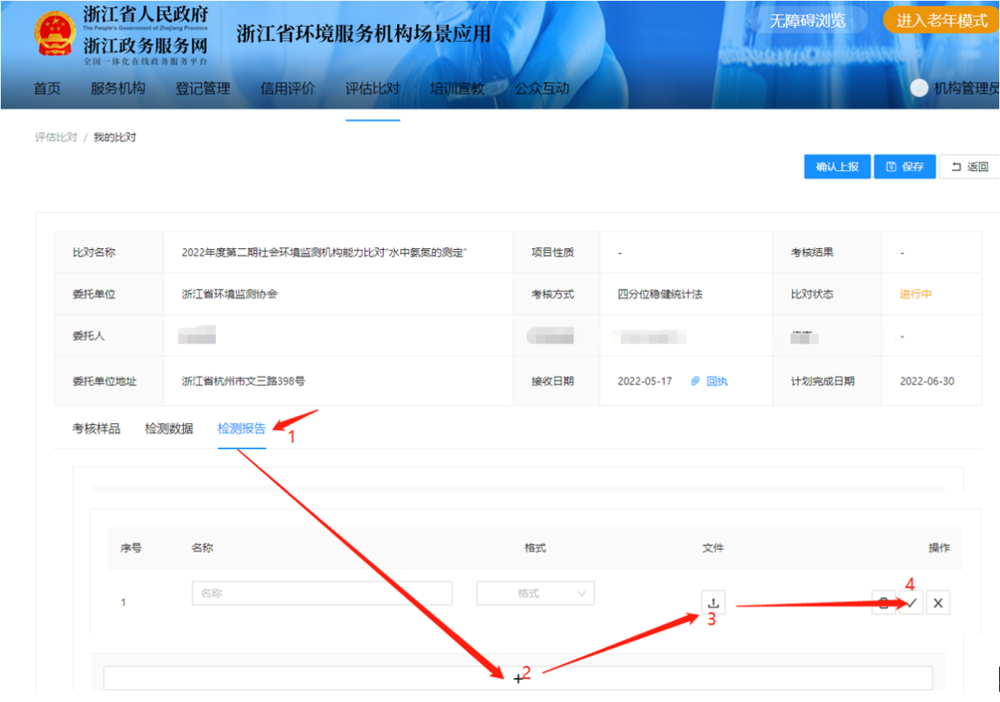 浙江省人民政府
The People's Government of Zhejiang Province
浙江政务服务网
全国一体化在线政务服务平台
浙江省环境服务机构场景应用
无障碍浏览 进入老年模式
首页 服务机构 登记管理 信用评价 评估比对 培训宣教 公众互动 机构管理员
评估比对 / 我的比对
确认上报 保存 返回
比对名称 2022年度第二期社会环境监测机构能力比对“水中氨氮的测定” 项目性质 - 考核结果 -
委托单位 浙江省环境监测协会 考核方式 四分位稳健统计法 比对状态 进行中
委托人 -
委托单位地址 浙江省杭州市文三路398号 接收日期 2022-05-17 回执 计划完成日期 2022-06-30
考核样品 检测数据 检测报告 1
序号 名称 格式 文件 操作
4
1 名称 格式
3
+2